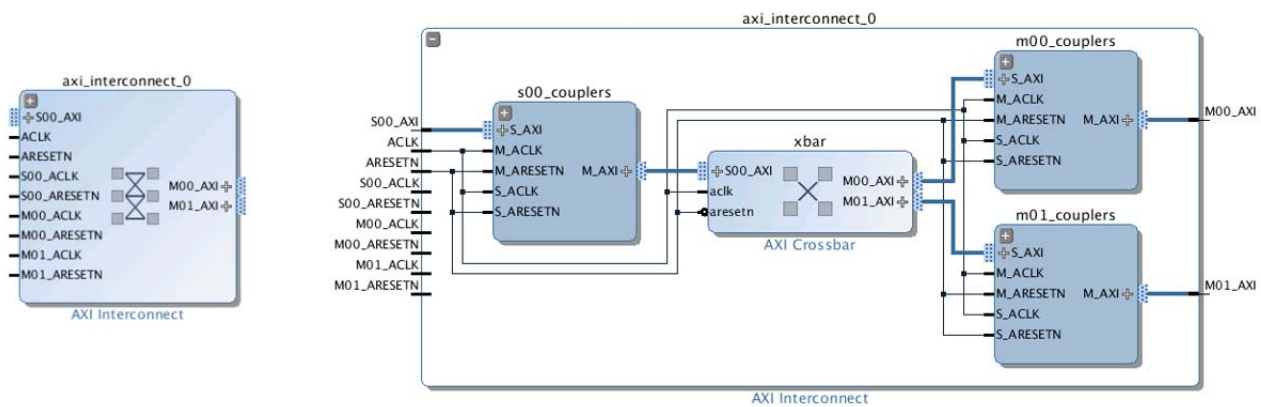 axi_interconnect_0
S00_AXI
ACLK
ARESETN
S00_ACLK
S00_ARESETN
M00_ACLK
M00_ARESETN
M01_ACLK
M01_ARESETN
M00_AXI
M01_AXI
AXI Interconnect
axi_interconnect_0
S00_AXI
ACLK
ARESETN
S00_ACLK
S00_ARESETN
M00_ACLK
M00_ARESETN
M01_ACLK
M01_ARESETN
s00_couplers
S_AXI
M_ACLK
M_ARESETN
S_ACLK
S_ARESETN
M_AXI
xbar
S00_AXI
aclk
aresetn
M00_AXI
M01_AXI
AXI Crossbar
m00_couplers
S_AXI
M_ACLK
M_ARESETN
S_ACLK
S_ARESETN
M_AXI
M00_AXI
m01_couplers
S_AXI
M_ACLK
M_ARESETN
S_ACLK
S_ARESETN
M_AXI
M01_AXI
AXI Interconnect